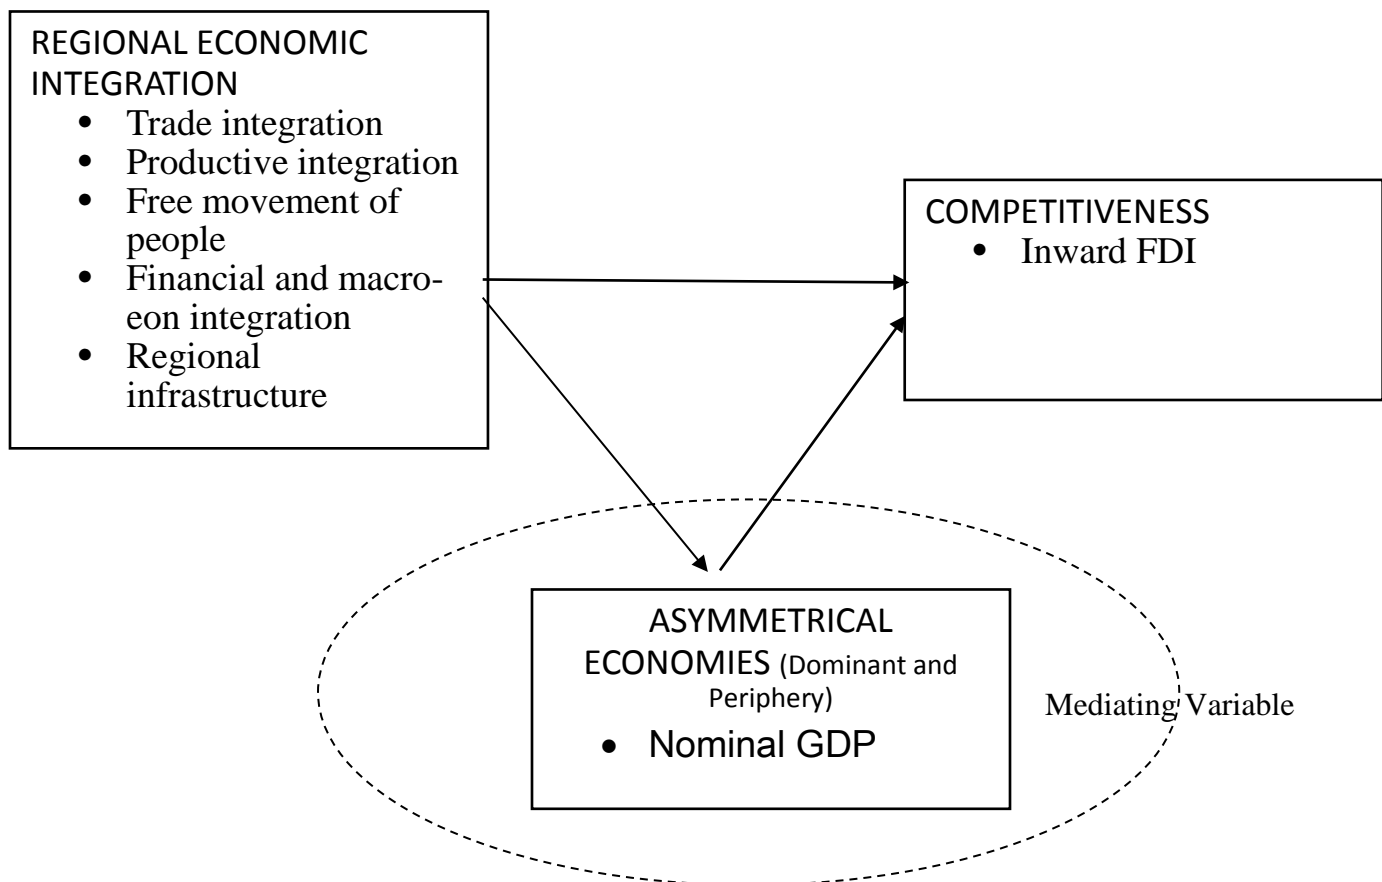 REGIONAL ECONOMIC
INTEGRATION
• Trade integration
• Productive integration
• Free movement of
people
• Financial and macro-
eon integration
• Regional
infrastructure
COMPETITIVENESS
• Inward FDI
ASYMMETRICAL
ECONOMIES (Dominant and
Periphery)
• Nominal GDP
Mediating Variable